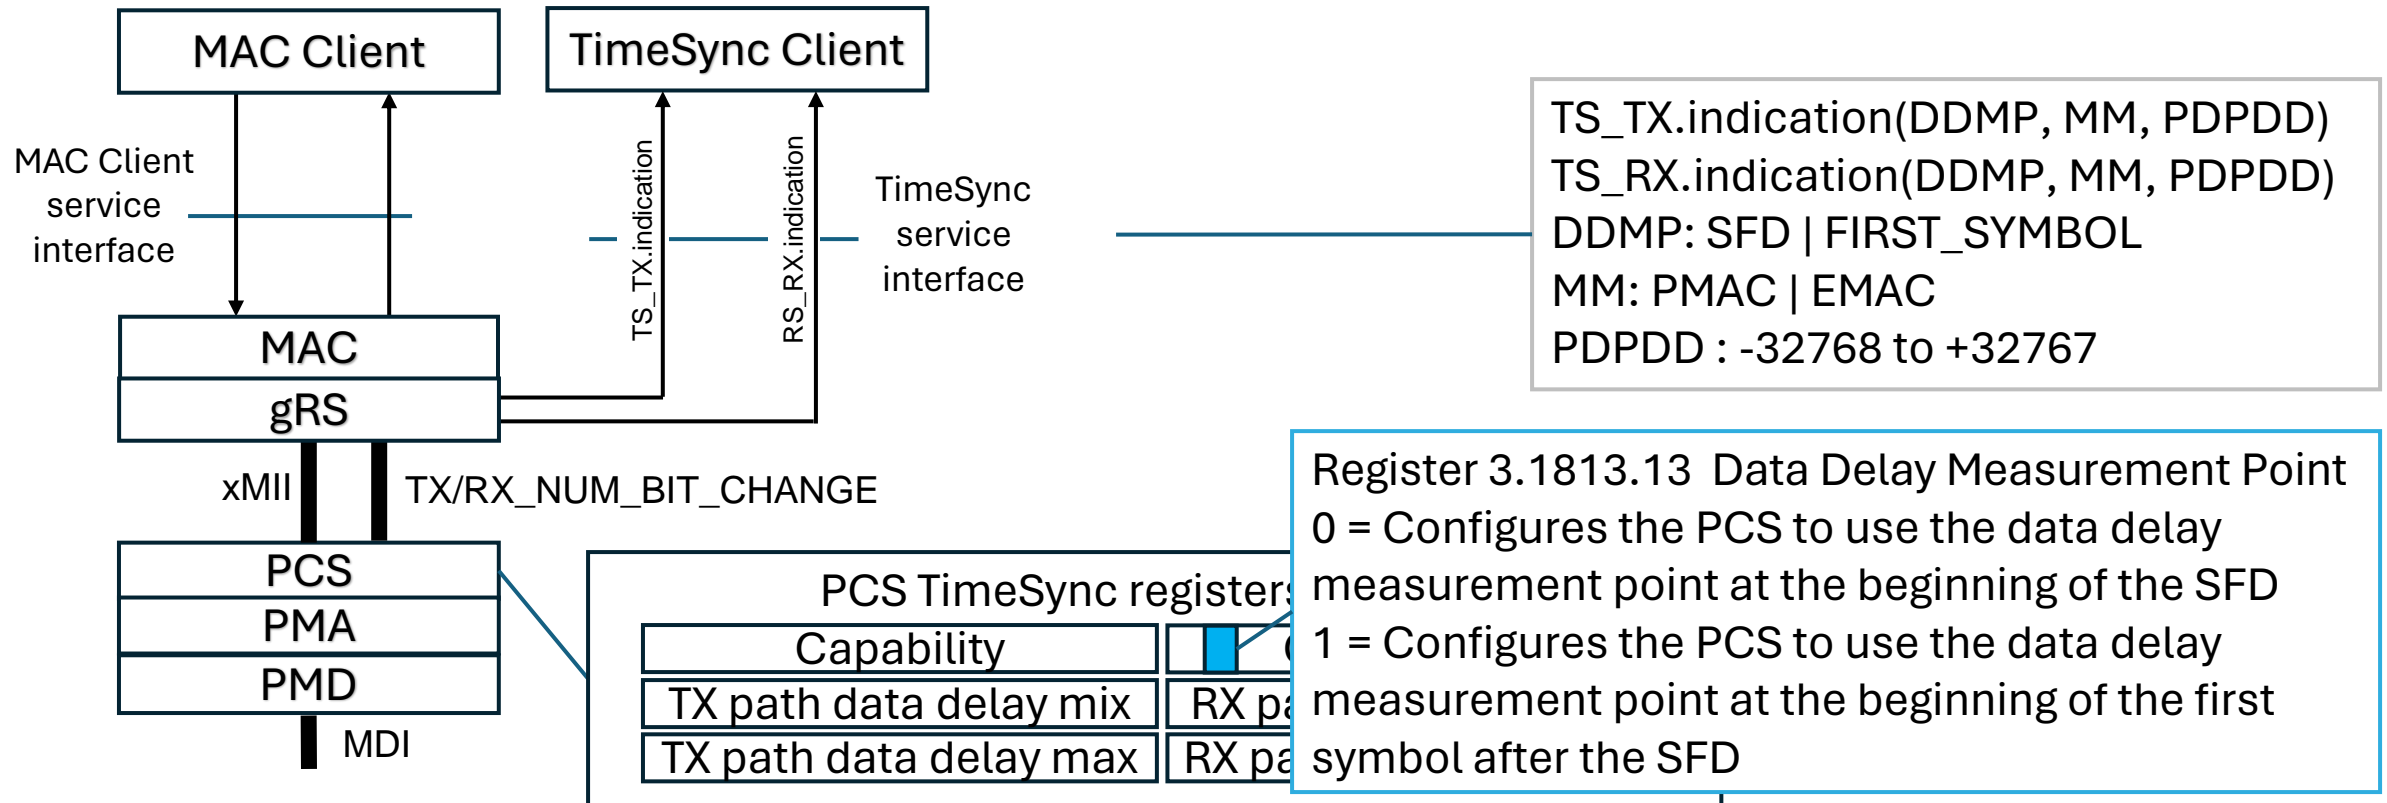 MAC Client
TimeSync Client
MAC Client
service
interface
TS_TX.indication
RS_RX.indication
TimeSync
service
interface
TS_TX.indication(DDMP, MM, PDPDD)
TS_RX.indication(DDMP, MM, PDPDD)
DDMP: SFD | FIRST_SYMBOL
MM: PMAC | EMAC
PDPDD : -32768 to +32767
MAC
gRS
xMII
TX/RX_NUM_BIT_CHANGE
PCS
PMA
PMD
MDI
PCS TimeSync registers
Capability
TX path data delay mix
RX
TX path data delay max
RX
Register 3.1813.13  Data Delay Measurement Point
0 = Configures the PCS to use the data delay
measurement point at the beginning of the SFD
1 = Configures the PCS to use the data delay
measurement point at the beginning of the first
symbol after the SFD